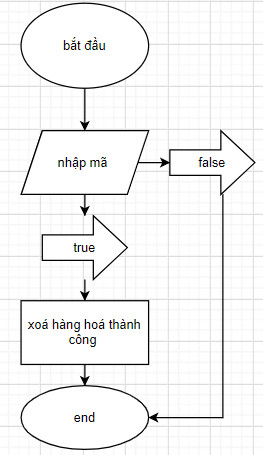 bắt đầu
nhập mã
false
true
xoá hàng hoá thành
công
end